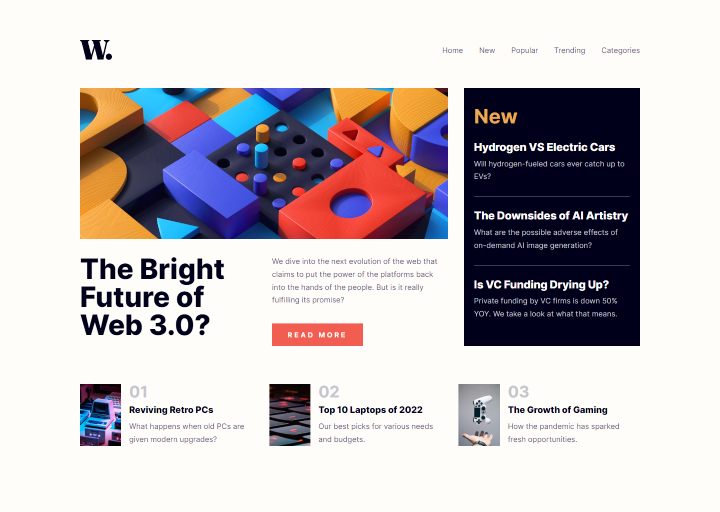 W.
Home New Popular Trending Categories
The Bright
Future of
Web 3.0?
We dive into the next evolution of the web that
claims to put the power of the platforms back
into the hands of the people. But is it really
fulfilling its promise?
READ MORE
New
Hydrogen VS Electric Cars
Will hydrogen-fueled cars ever catch up to
EVs?
The Downsides of AI Artistry
What are the possible adverse effects of
on-demand AI image generation?
Is VC Funding Drying Up?
Private funding by VC firms is down 50%
YOY. We take a look at what that means.
01
Reviving Retro PCs
What happens when old PCs are
given modern upgrades?
02
Top 10 Laptops of 2022
Our best picks for various needs
and budgets.
03
The Growth of Gaming
How the pandemic has sparked
fresh opportunities.